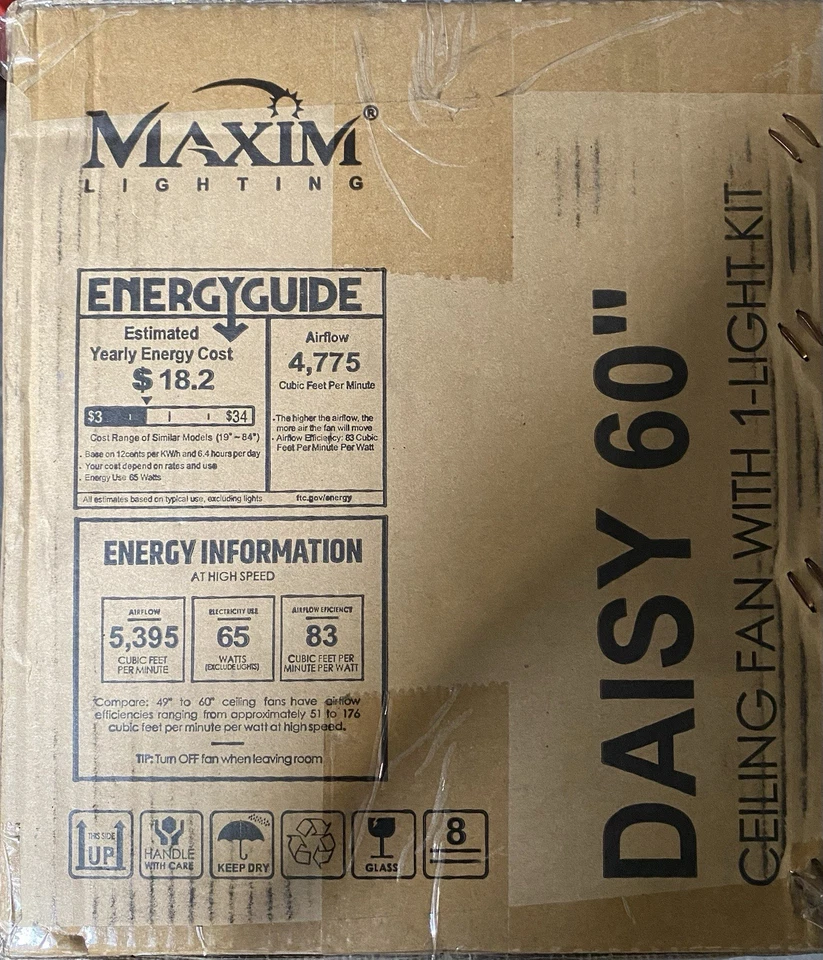 MAXIM®
LIGHTING
ENERGYGUIDE
Estimated
Yearly Energy Cost
$ 18.2
$3 $34
Cost Range of Similar Models (19" ~ 84")
. Base on 12cents per KW/h and 6.4 hours per day
. Your cost depend on rates and use
. Energy Use 65 Watts
Airflow
4,775
Cubic Feet Per Minute
.The higher the airflow, the
more air the fan will move
. Airflow Efficiecy: 83 Cubic
Feet Per Minute Per Watt
All estimates based on typical use, excluding lights
ftc.gov/energy
ENERGY INFORMATION
AT HIGH SPEED
AIRFLOW
5,395
CUBIC FEET
PER MINUTE
ELECTRICITY USE
65
WATTS
(EXCLUDE LIGHTS)
AIRFLOW EFICIENCY
83
CUBIC FEET PER
MINUTE PER WATT
Compare: 49" to 60" ceiling fans have airflow
efficiencies ranging from approximately 51 to 176
cubic feet per minute per watt at high speed.
TIP: Turn OFF fan when leaving room
THIS SIDE
UP
HANDLE
WITH CARE
KEEP DRY
GLASS
8
DAISY 60"
CEILING FAN WITH 1-LIGHT KIT